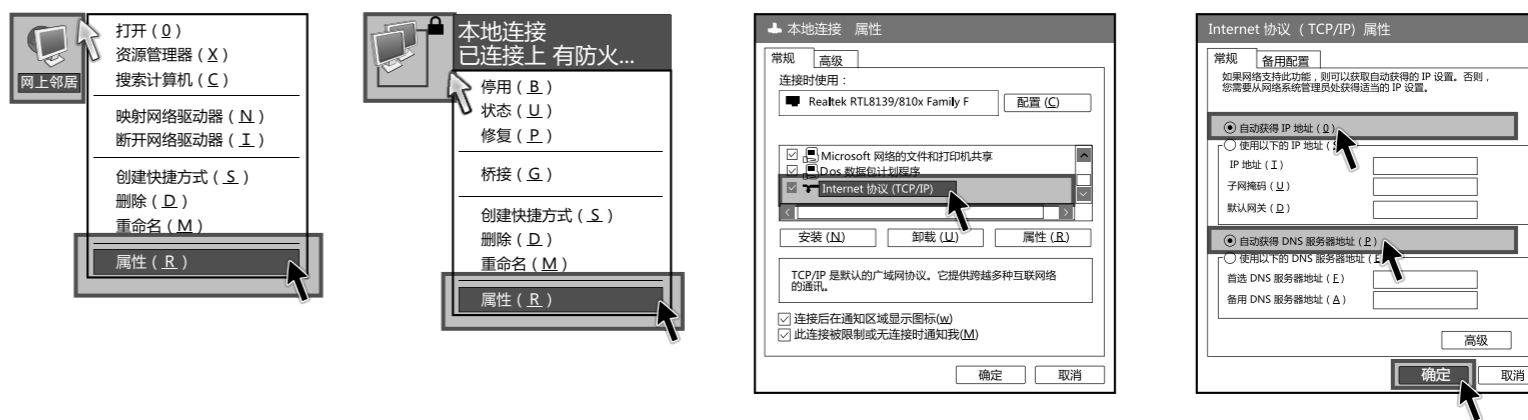 网上邻居
打开 ( 0 )
资源管理器 ( X )
搜索计算机 ( C )
映射网络驱动器 ( N )
断开网络驱动器 ( I )
创建快捷方式 ( S )
删除 ( D )
重命名 ( M )
属性 ( R )
本地连接
已连接上 有防火...
停用 ( B )
状态 ( U )
修复 ( P )
桥接 ( G )
创建快捷方式 ( S )
删除 ( D )
重命名 ( M )
属性 ( R )
本地连接 属性
常规 高级
连接时使用：
Realtek RTL8139/810x Family F 配置 (C)
Microsoft 网络的文件和打印机共享
Dos 数据包计划程序
Internet 协议 (TCP/IP)
安装 (N) 卸载 (U) 属性 (R)
TCP/IP 是默认的广域网协议。它提供跨越多种互联网络
的通讯。
连接后在通知区域显示图标(w)
此连接被限制或无连接时通知我(M)
确定 取消
Internet 协议 ( TCP/IP) 属性
常规 备用配置
如果网络支持此功能，则可以获取自动获得的 IP 设置。否则，
您需要从网络系统管理员处获得适当的 IP 设置。
自动获得 IP 地址 ( 0 )
使用以下的 IP 地址 (
IP 地址 ( I )
子网掩码 ( U )
默认网关 ( D )
自动获得 DNS 服务器地址 ( P )
使用以下的 DNS 服务器地址 (
首选 DNS 服务器地址 ( F )
备用 DNS 服务器地址 ( A )
高级
确定 取消